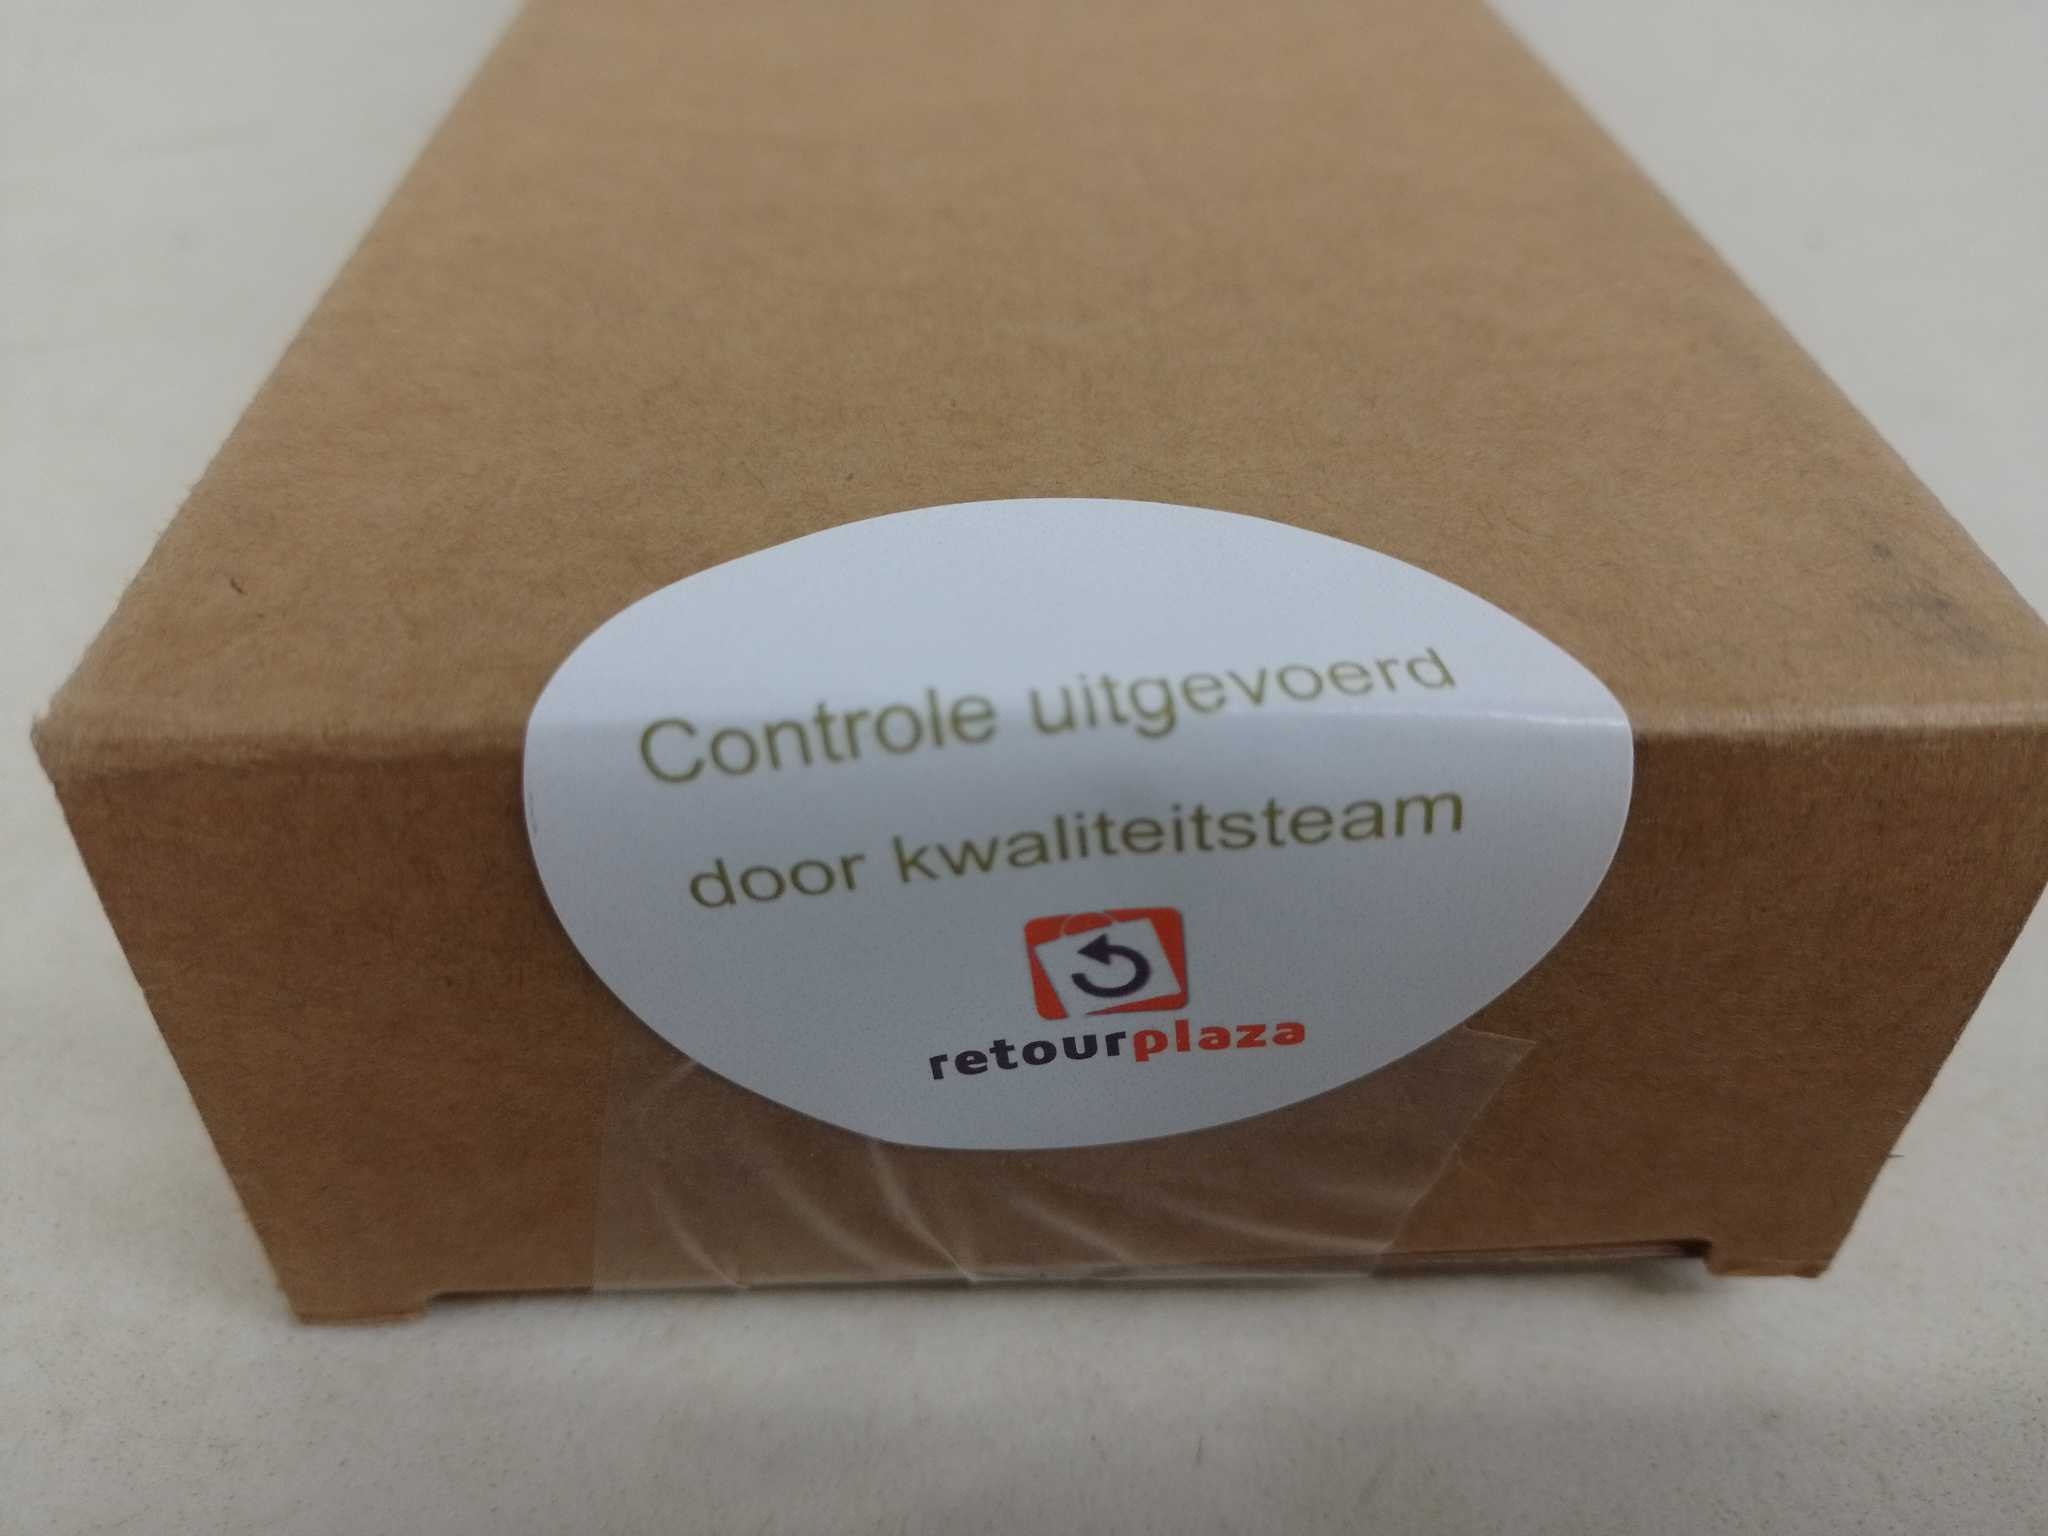 Controle uitgevoerd
door kwaliteitsteam
retourplaza